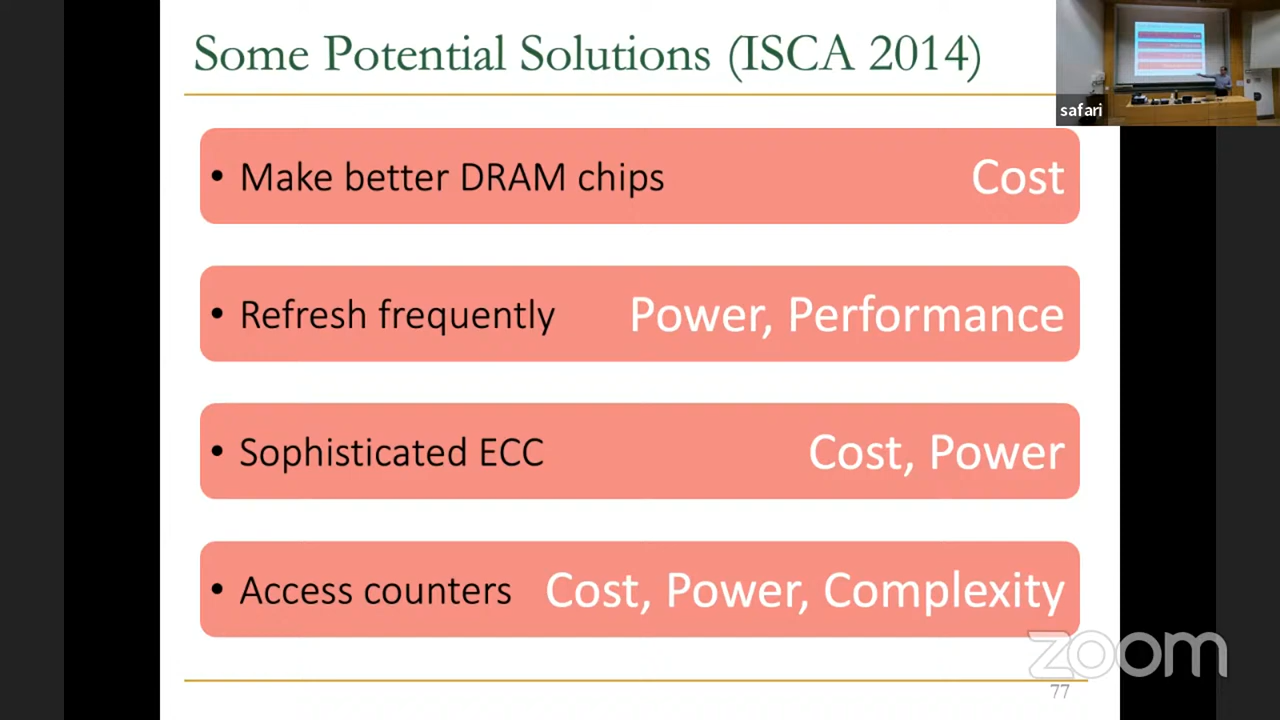 Some Potential Solutions (ISCA 2014)
safari
• Make better DRAM chips Cost
• Refresh frequently Power, Performance
• Sophisticated ECC Cost, Power
• Access counters Cost, Power, Complexity
zoom
77